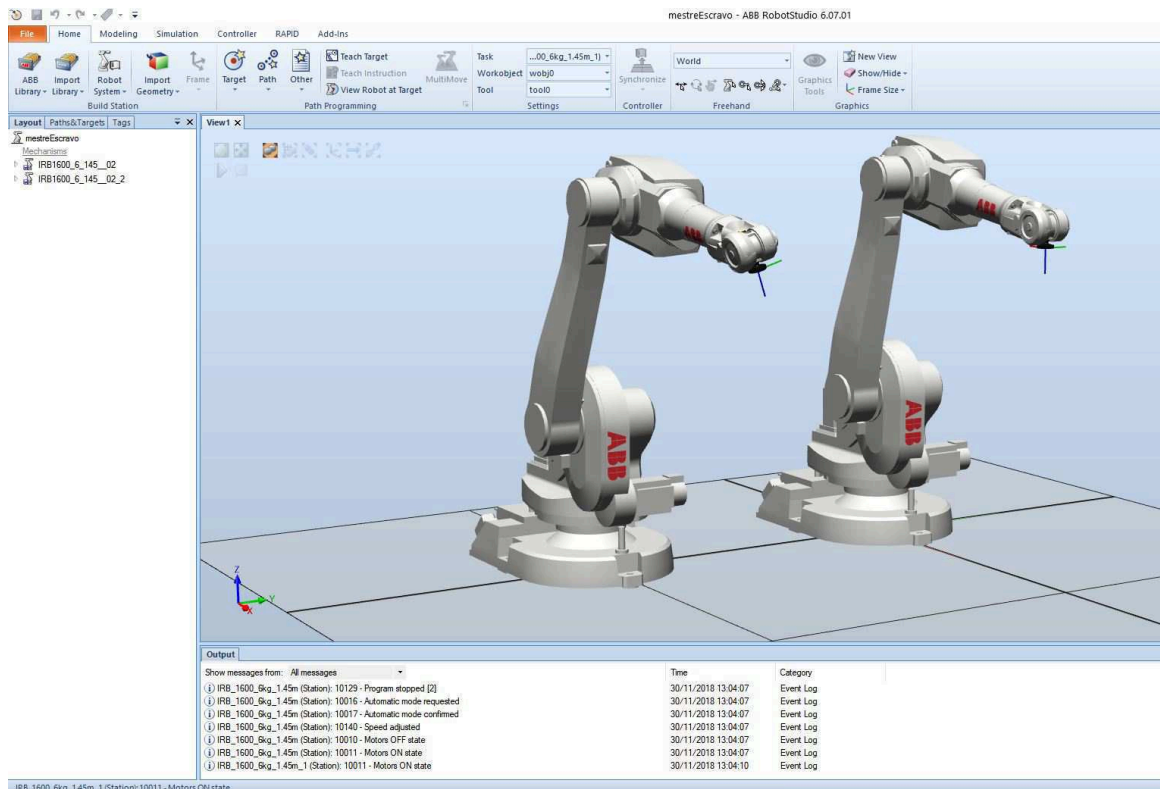 mestreEscravo - ABB RobotStudio 6.07.01
File Home Modeling Simulation Controller RAPID Add-Ins
ABB Library Import Library Robot System Import Geometry Frame
Build Station
Target Path Other
Teach Target
Teach Instruction
View Robot at Target
MultiMove
Path Programming
Task ...00_6kg_1.45m_1)
Workobject wobj0
Tool tool0
Settings
Synchronize
Controller
World
Freehand
Graphics Tools
New View
Show/Hide
Frame Size
Graphics
Layout Paths&Targets Tags
View1
mestreEscravo
Mechanisms
IRB1600_6_145__02
IRB1600_6_145__02_2
ABB
ABB
ABB
ABB
Z
Y
X
Output
Show messages from: All messages Time Category
IRB_1600_6kg_1.45m (Station): 10129 - Program stopped [2] 30/11/2018 13:04:07 Event Log
IRB_1600_6kg_1.45m (Station): 10016 - Automatic mode requested 30/11/2018 13:04:07 Event Log
IRB_1600_6kg_1.45m (Station): 10017 - Automatic mode confirmed 30/11/2018 13:04:07 Event Log
IRB_1600_6kg_1.45m (Station): 10140 - Speed adjusted 30/11/2018 13:04:07 Event Log
IRB_1600_6kg_1.45m (Station): 10010 - Motors OFF state 30/11/2018 13:04:07 Event Log
IRB_1600_6kg_1.45m (Station): 10011 - Motors ON state 30/11/2018 13:04:07 Event Log
IRB_1600_6kg_1.45m_1 (Station): 10011 - Motors ON state 30/11/2018 13:04:10 Event Log
IRB_1600_6kg_1.45m_1 (Station): 10011 - Motors ON state